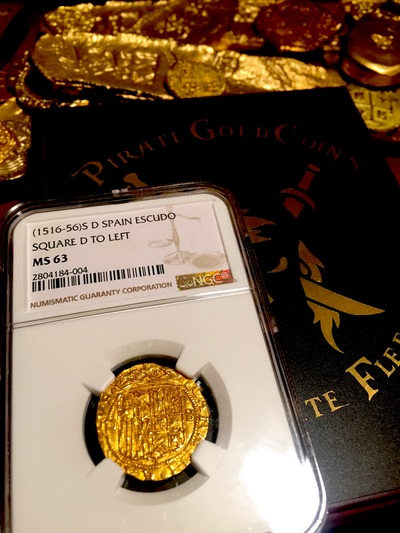 PIRATE GOLD COINS
(1516-56)S D SPAIN ESCUDO
SQUARE D TO LEFT
MS 63
2804184-004
NGC
NUMISMATIC GUARANTY CORPORATION
TE FLEE